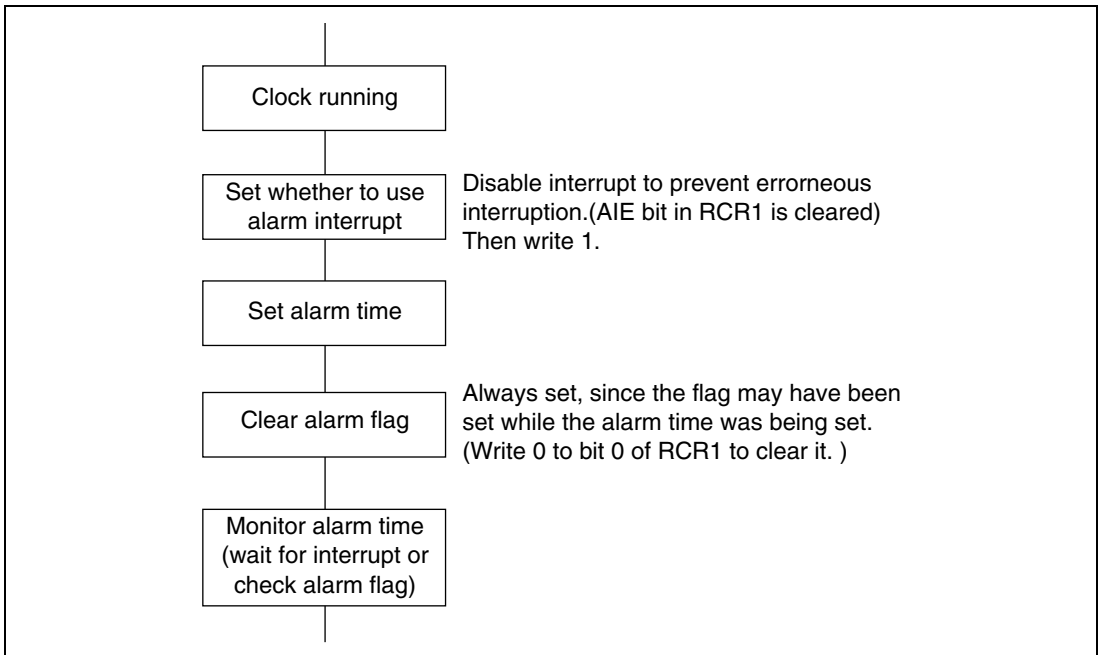 Clock running
Set whether to use
alarm interrupt
Disable interrupt to prevent errorneous
interruption.(AIE bit in RCR1 is cleared)
Then write 1.
Set alarm time
Clear alarm flag
Always set, since the flag may have been
set while the alarm time was being set.
(Write 0 to bit 0 of RCR1 to clear it. )
Monitor alarm time
(wait for interrupt or
check alarm flag)